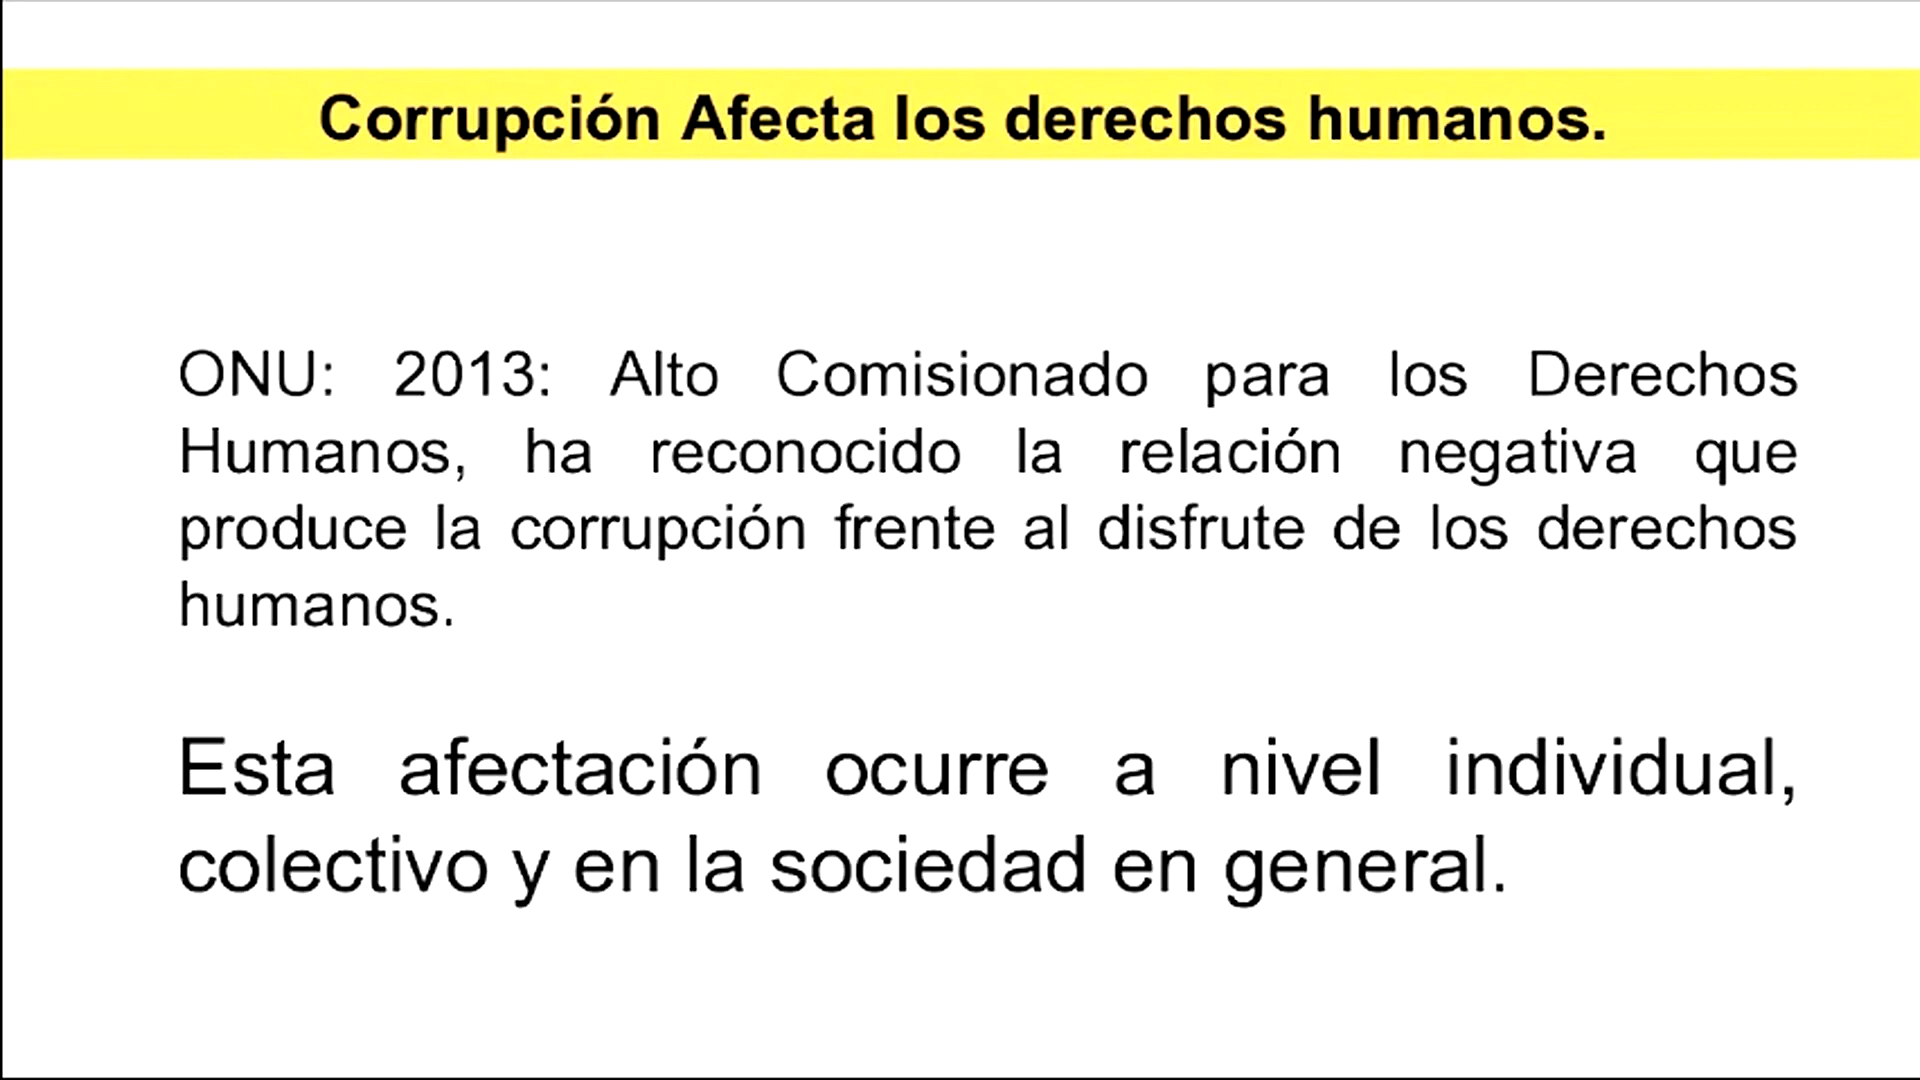 Corrupción Afecta los derechos humanos.
ONU: 2013: Alto Comisionado para los Derechos
Humanos, ha reconocido la relación negativa que
produce la corrupción frente al disfrute de los derechos
humanos.
Esta afectación ocurre a nivel individual,
colectivo y en la sociedad en general.